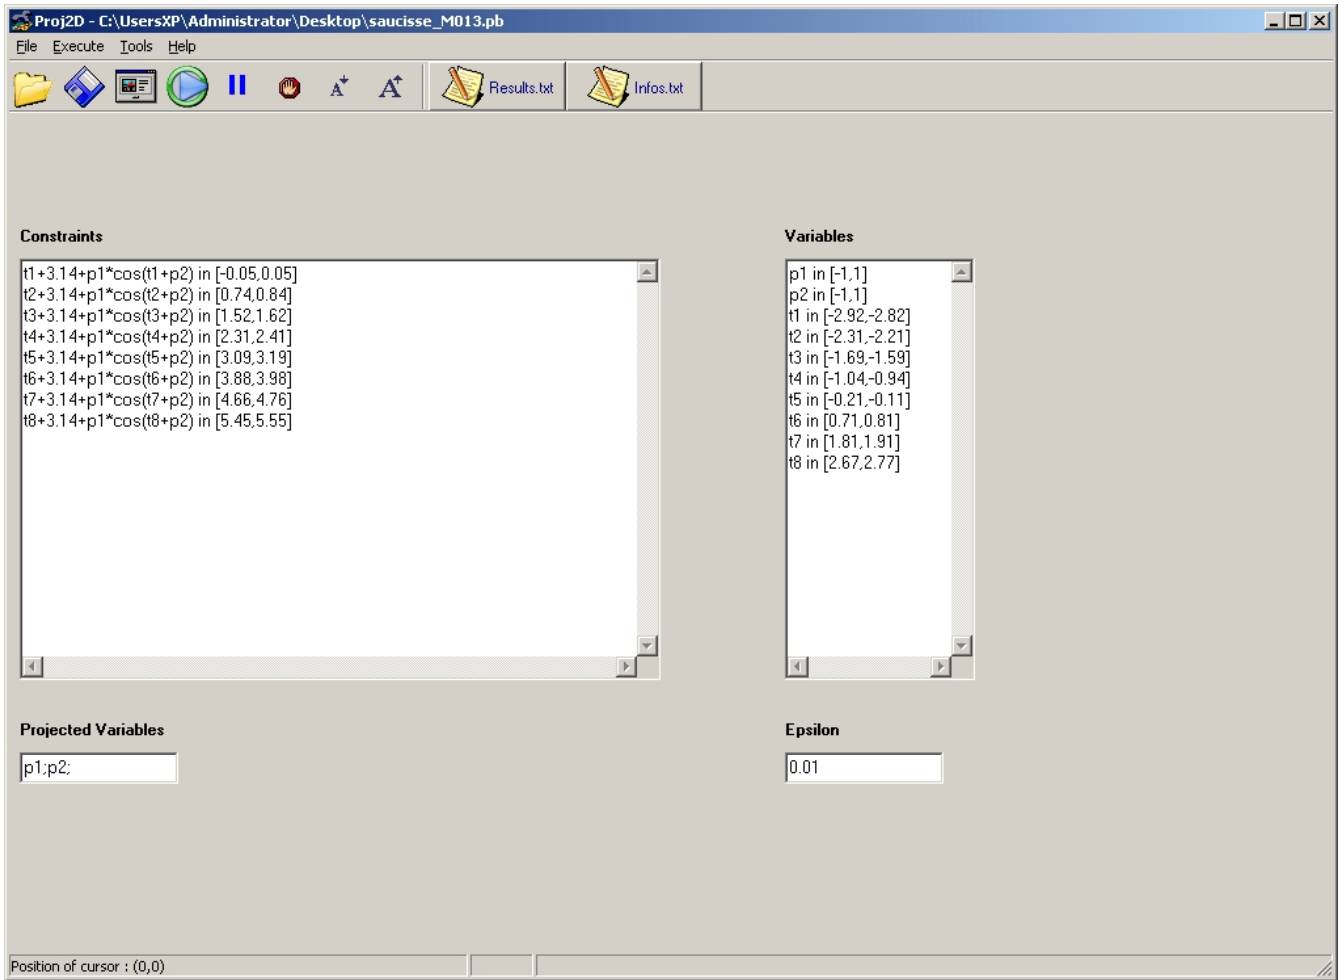 Proj2D - C:\UsersXP\Administrator\Desktop\saucisse_M013.pb
File Execute Tools Help
A A Results.txt Infos.txt
Constraints
t1+3.14+p1*cos(t1+p2) in [-0.05,0.05]
t2+3.14+p1*cos(t2+p2) in [0.74,0.84]
t3+3.14+p1*cos(t3+p2) in [1.52,1.62]
t4+3.14+p1*cos(t4+p2) in [2.31,2.41]
t5+3.14+p1*cos(t5+p2) in [3.09,3.19]
t6+3.14+p1*cos(t6+p2) in [3.88,3.98]
t7+3.14+p1*cos(t7+p2) in [4.66,4.76]
t8+3.14+p1*cos(t8+p2) in [5.45,5.55]
Variables
p1 in [-1,1]
p2 in [-1,1]
t1 in [-2.92,-2.82]
t2 in [-2.31,-2.21]
t3 in [-1.69,-1.59]
t4 in [-1.04,-0.94]
t5 in [-0.21,-0.11]
t6 in [0.71,0.81]
t7 in [1.81,1.91]
t8 in [2.67,2.77]
Projected Variables
p1;p2;
Epsilon
0.01
Position of cursor : (0,0)